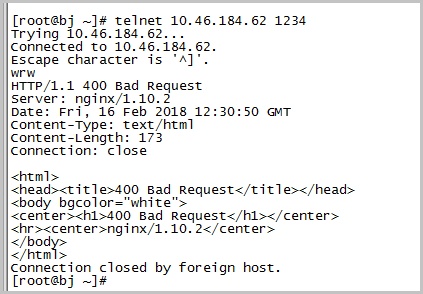 [root@bj ~]# telnet 10.46.184.62 1234
Trying 10.46.184.62...
Connected to 10.46.184.62.
Escape character is '^]'.
wrw
HTTP/1.1 400 Bad Request
Server: nginx/1.10.2
Date: Fri, 16 Feb 2018 12:30:50 GMT
Content-Type: text/html
Content-Length: 173
Connection: close

<html>
<head><title>400 Bad Request</title></head>
<body bgcolor="white">
<center><h1>400 Bad Request</h1></center>
<hr><center>nginx/1.10.2</center>
</body>
</html>
Connection closed by foreign host.
[root@bj ~]#